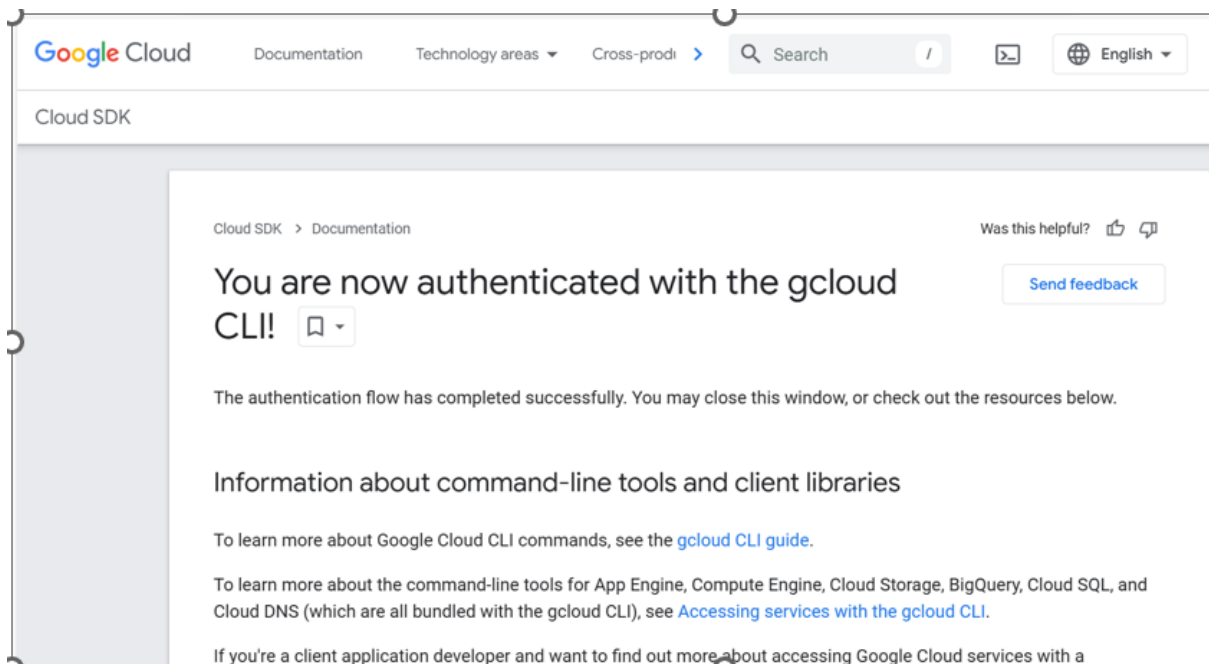 Google Cloud Documentation Technology areas Cross-produ Search / English
Cloud SDK
Cloud SDK > Documentation Was this helpful?
You are now authenticated with the gcloud Send feedback
CLI!
The authentication flow has completed successfully. You may close this window, or check out the resources below.
Information about command-line tools and client libraries
To learn more about Google Cloud CLI commands, see the gcloud CLI guide.
To learn more about the command-line tools for App Engine, Compute Engine, Cloud Storage, BigQuery, Cloud SQL, and
Cloud DNS (which are all bundled with the gcloud CLI), see Accessing services with the gcloud CLI.
If you're a client application developer and want to find out more about accessing Google Cloud services with a